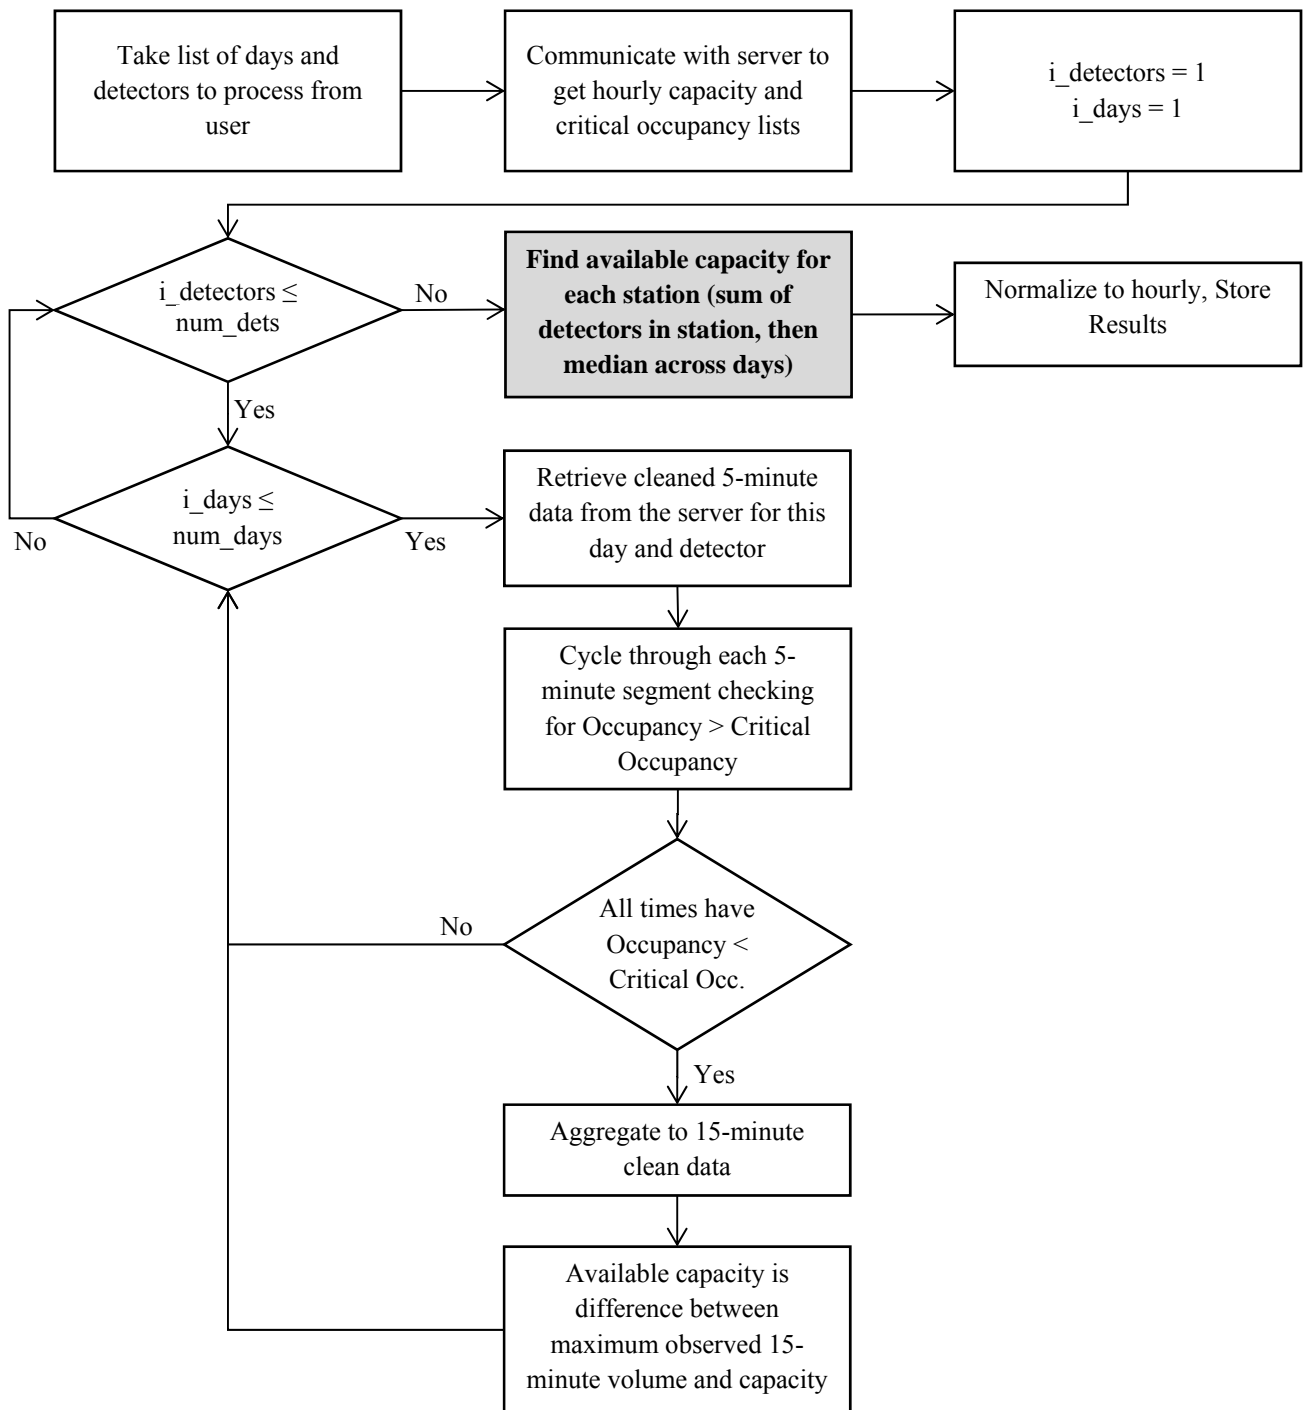 Take list of days and
detectors to process from
user
Communicate with server to
get hourly capacity and
critical occupancy lists
i_detectors = 1
i_days = 1
i_detectors ≤
num_dets
No
Find available capacity for
each station (sum of
detectors in station, then
median across days)
Normalize to hourly, Store
Results
Yes
i_days ≤
num_days
No
Yes
Retrieve cleaned 5-minute
data from the server for this
day and detector
Cycle through each 5-
minute segment checking
for Occupancy > Critical
Occupancy
All times have
Occupancy <
Critical Occ.
No
Yes
Aggregate to 15-minute
clean data
Available capacity is
difference between
maximum observed 15-
minute volume and capacity